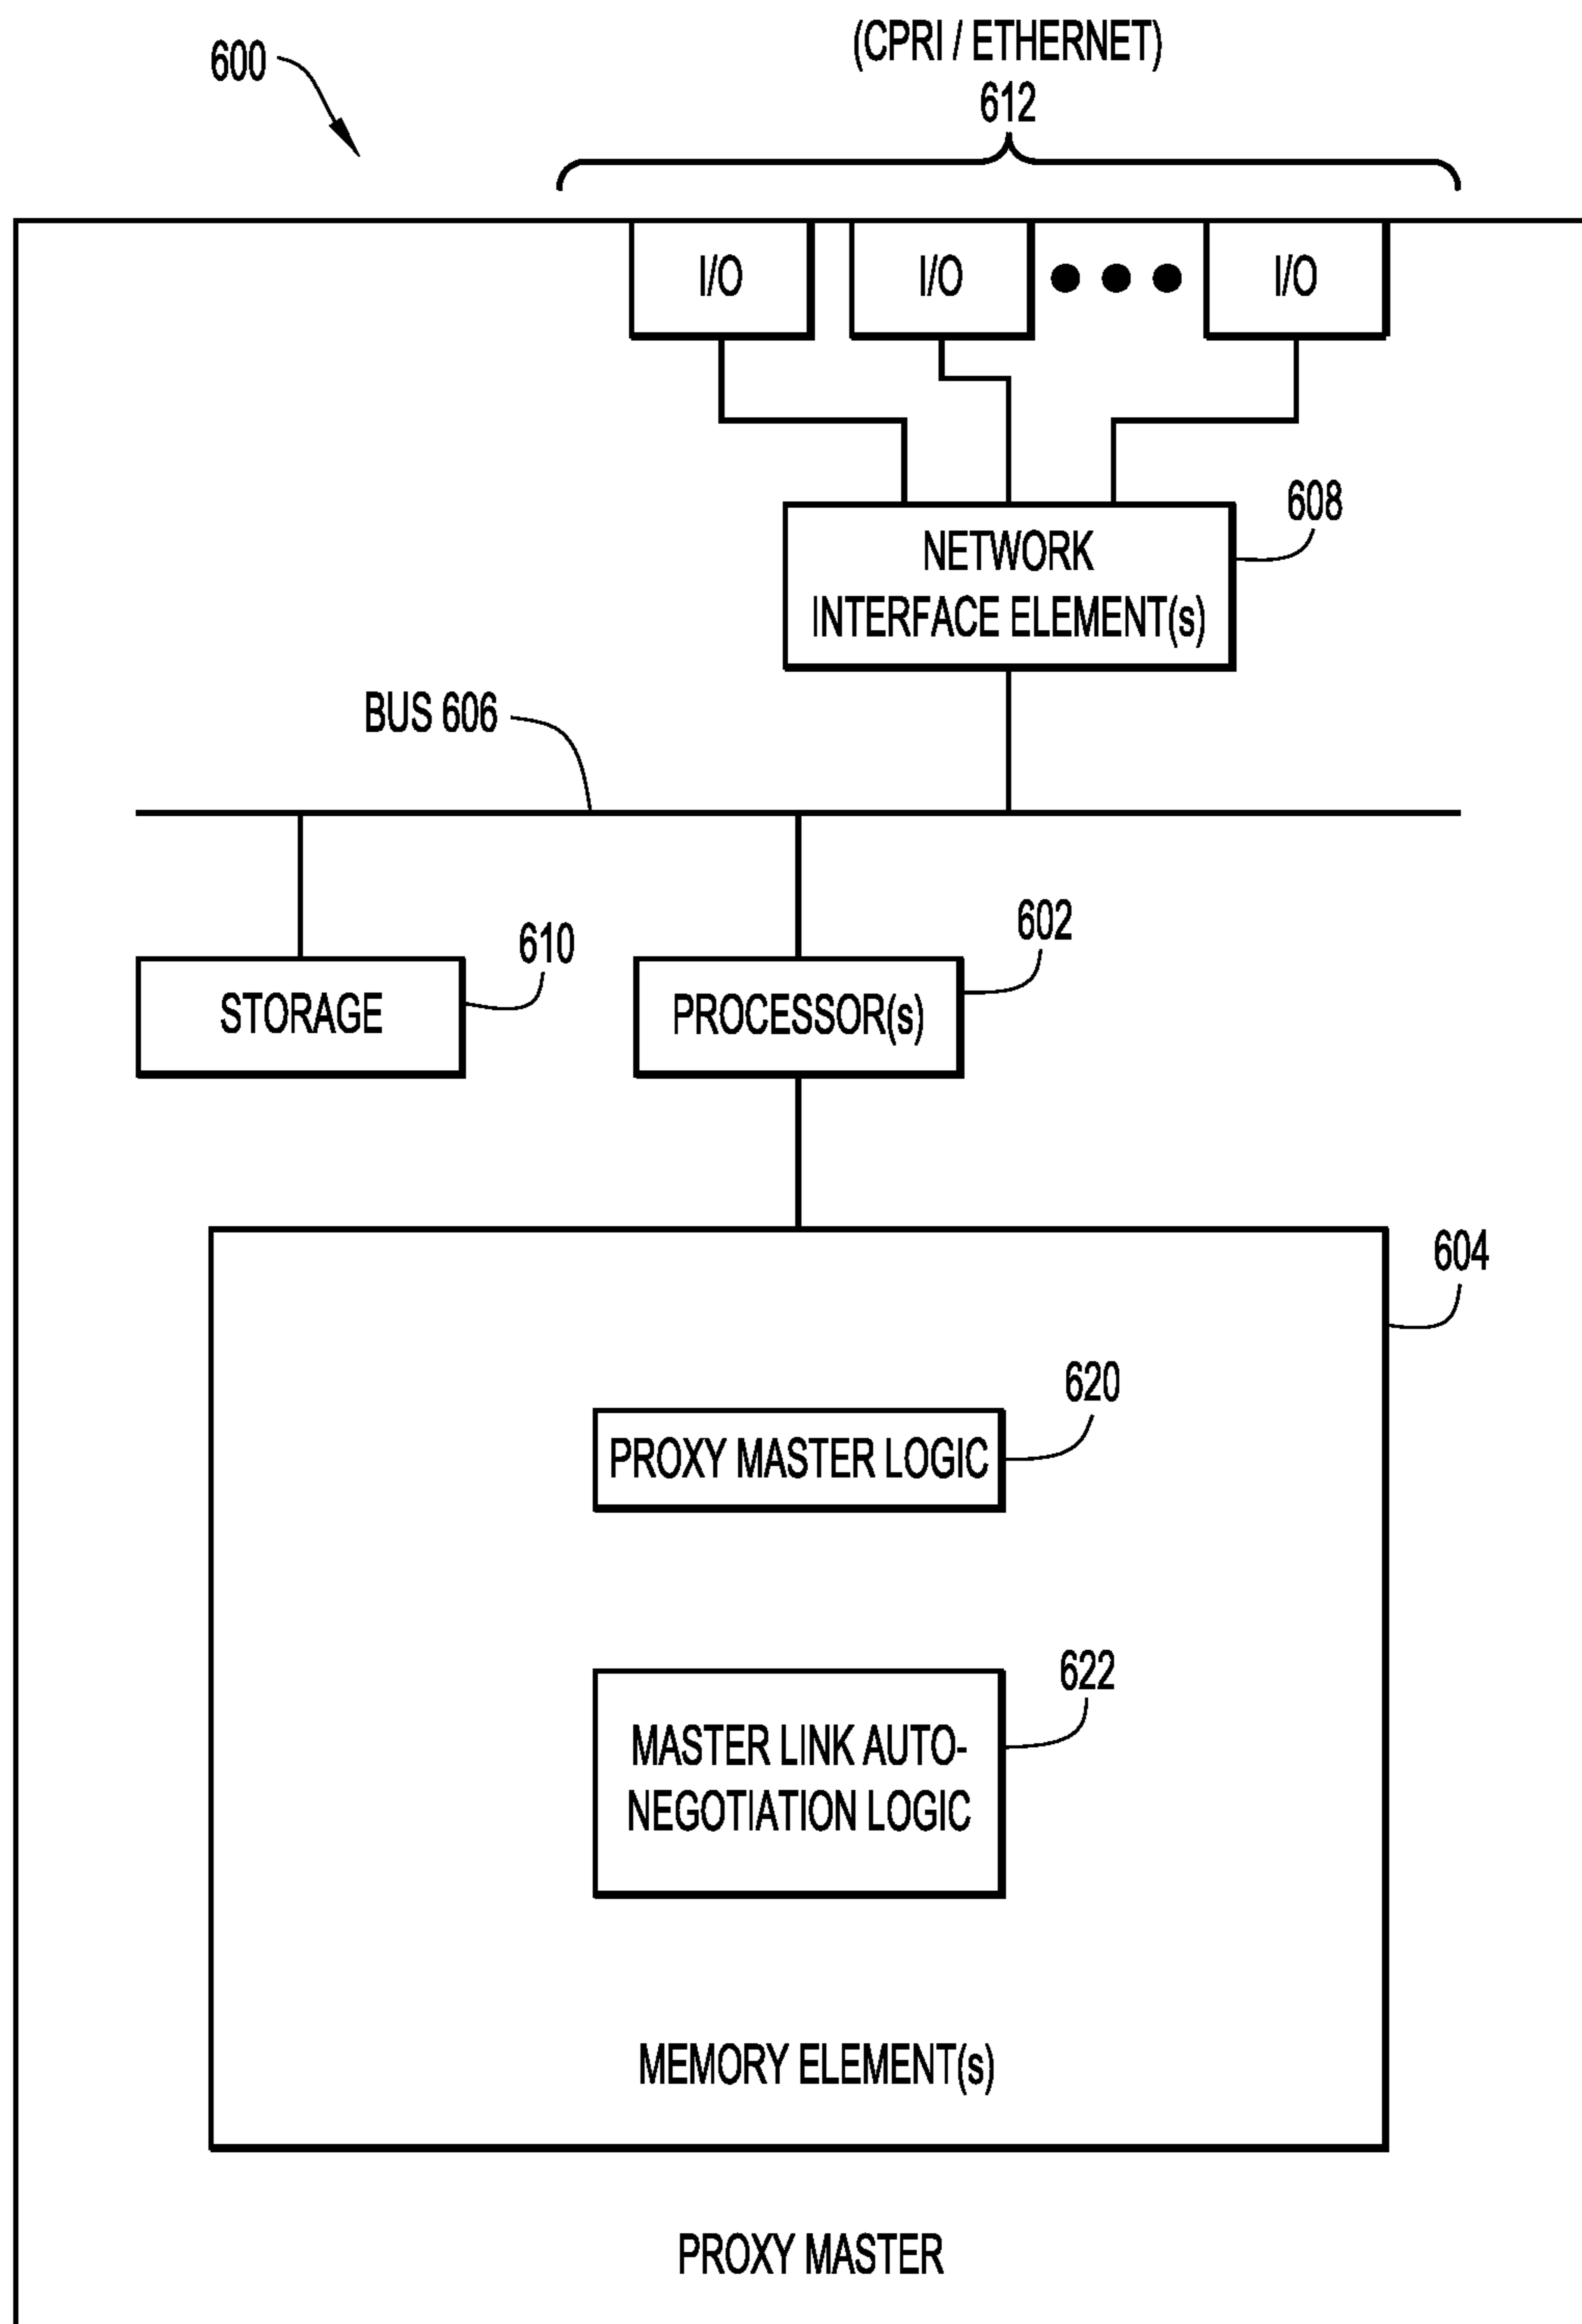 600
(CPRI / ETHERNET)
612
I/O
I/O
I/O
608
NETWORK
INTERFACE ELEMENT(s)
BUS 606
610
602
STORAGE
PROCESSOR(s)
604
620
PROXY MASTER LOGIC
622
MASTER LINK AUTO-
NEGOTIATION LOGIC
MEMORY ELEMENT(s)
PROXY MASTER